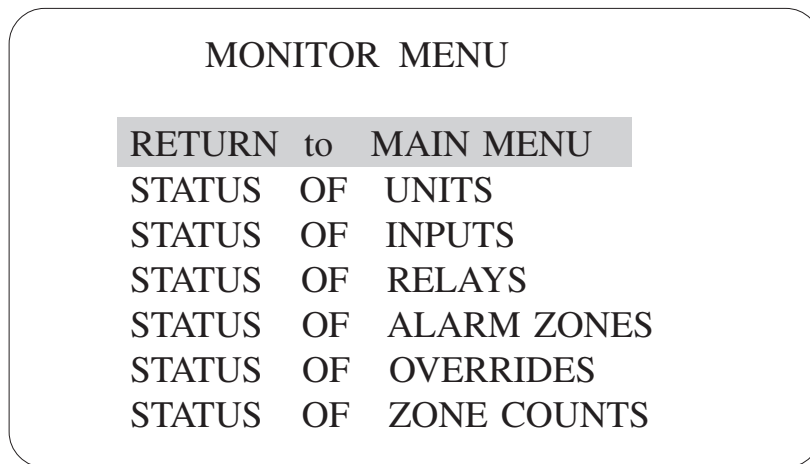 MONITOR MENU
RETURN to MAIN MENU
STATUS OF UNITS
STATUS OF INPUTS
STATUS OF RELAYS
STATUS OF ALARM ZONES
STATUS OF OVERRIDES
STATUS OF ZONE COUNTS